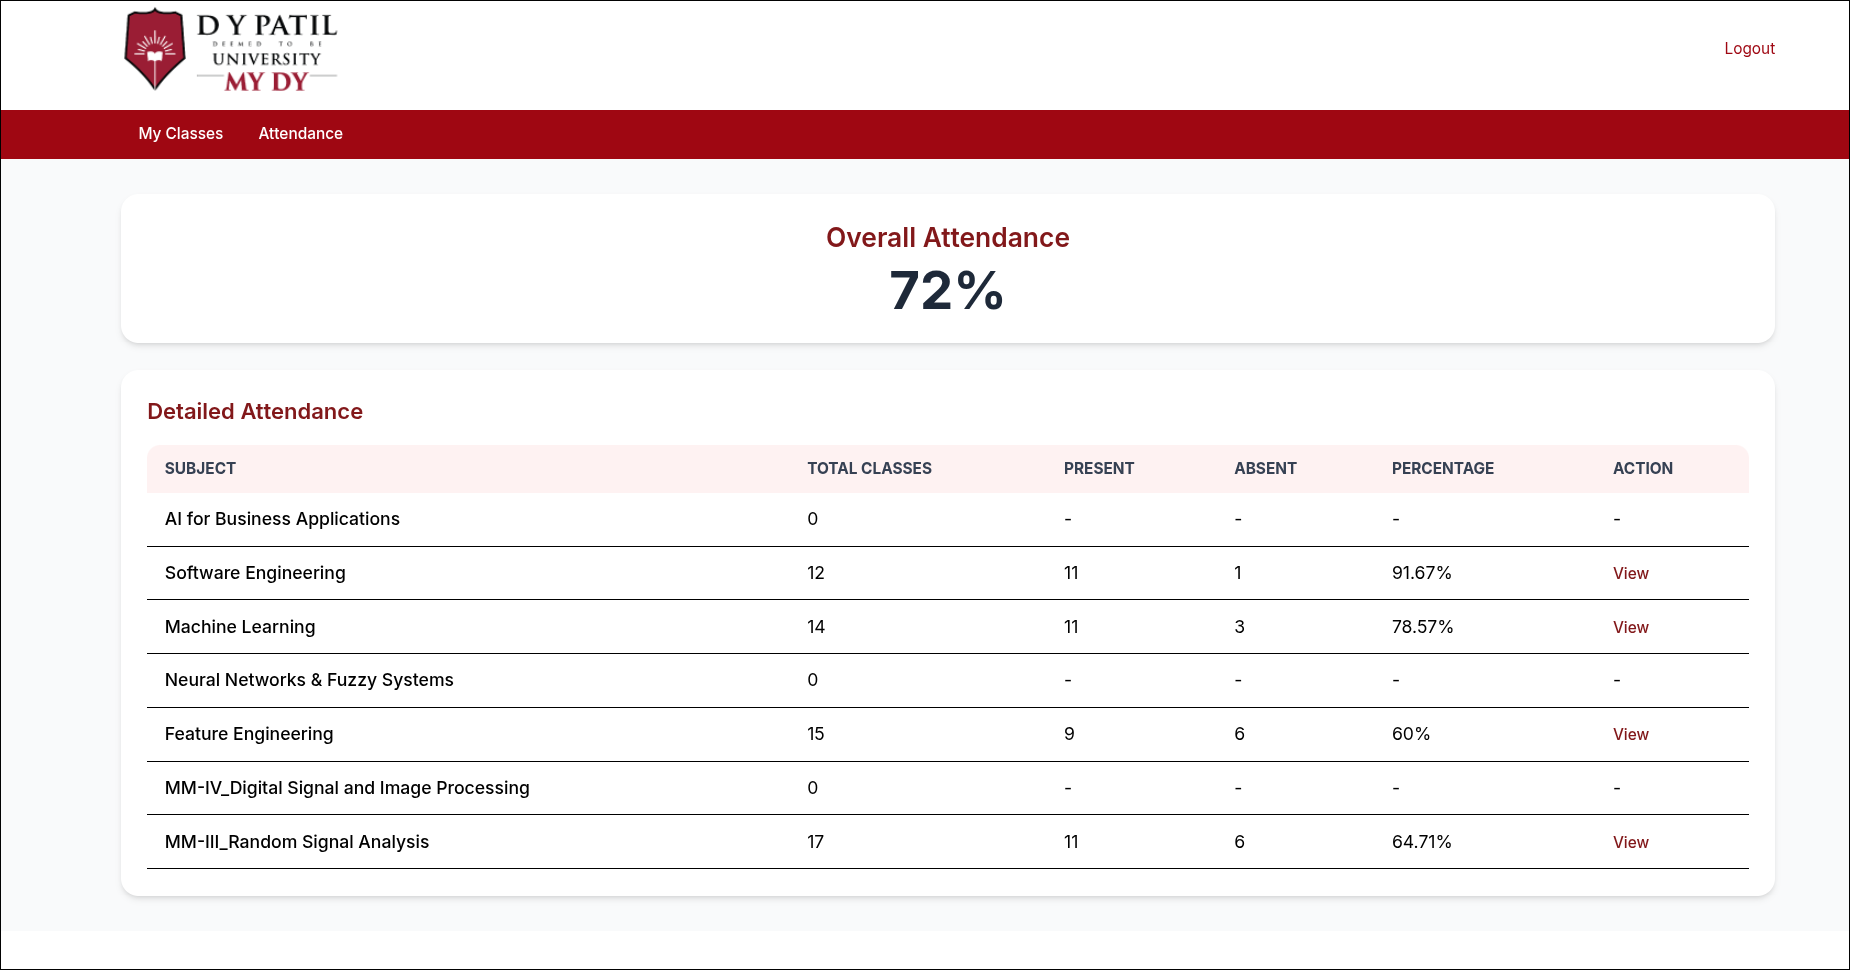 D Y PATIL
DEEMED TO BE
UNIVERSITY
MY DY
Logout
My Classes Attendance
Overall Attendance
72%
Detailed Attendance
SUBJECT TOTAL CLASSES PRESENT ABSENT PERCENTAGE ACTION
AI for Business Applications 0 - - - -
Software Engineering 12 11 1 91.67% View
Machine Learning 14 11 3 78.57% View
Neural Networks & Fuzzy Systems 0 - - - -
Feature Engineering 15 9 6 60% View
MM-IV_Digital Signal and Image Processing 0 - - - -
MM-III_Random Signal Analysis 17 11 6 64.71% View